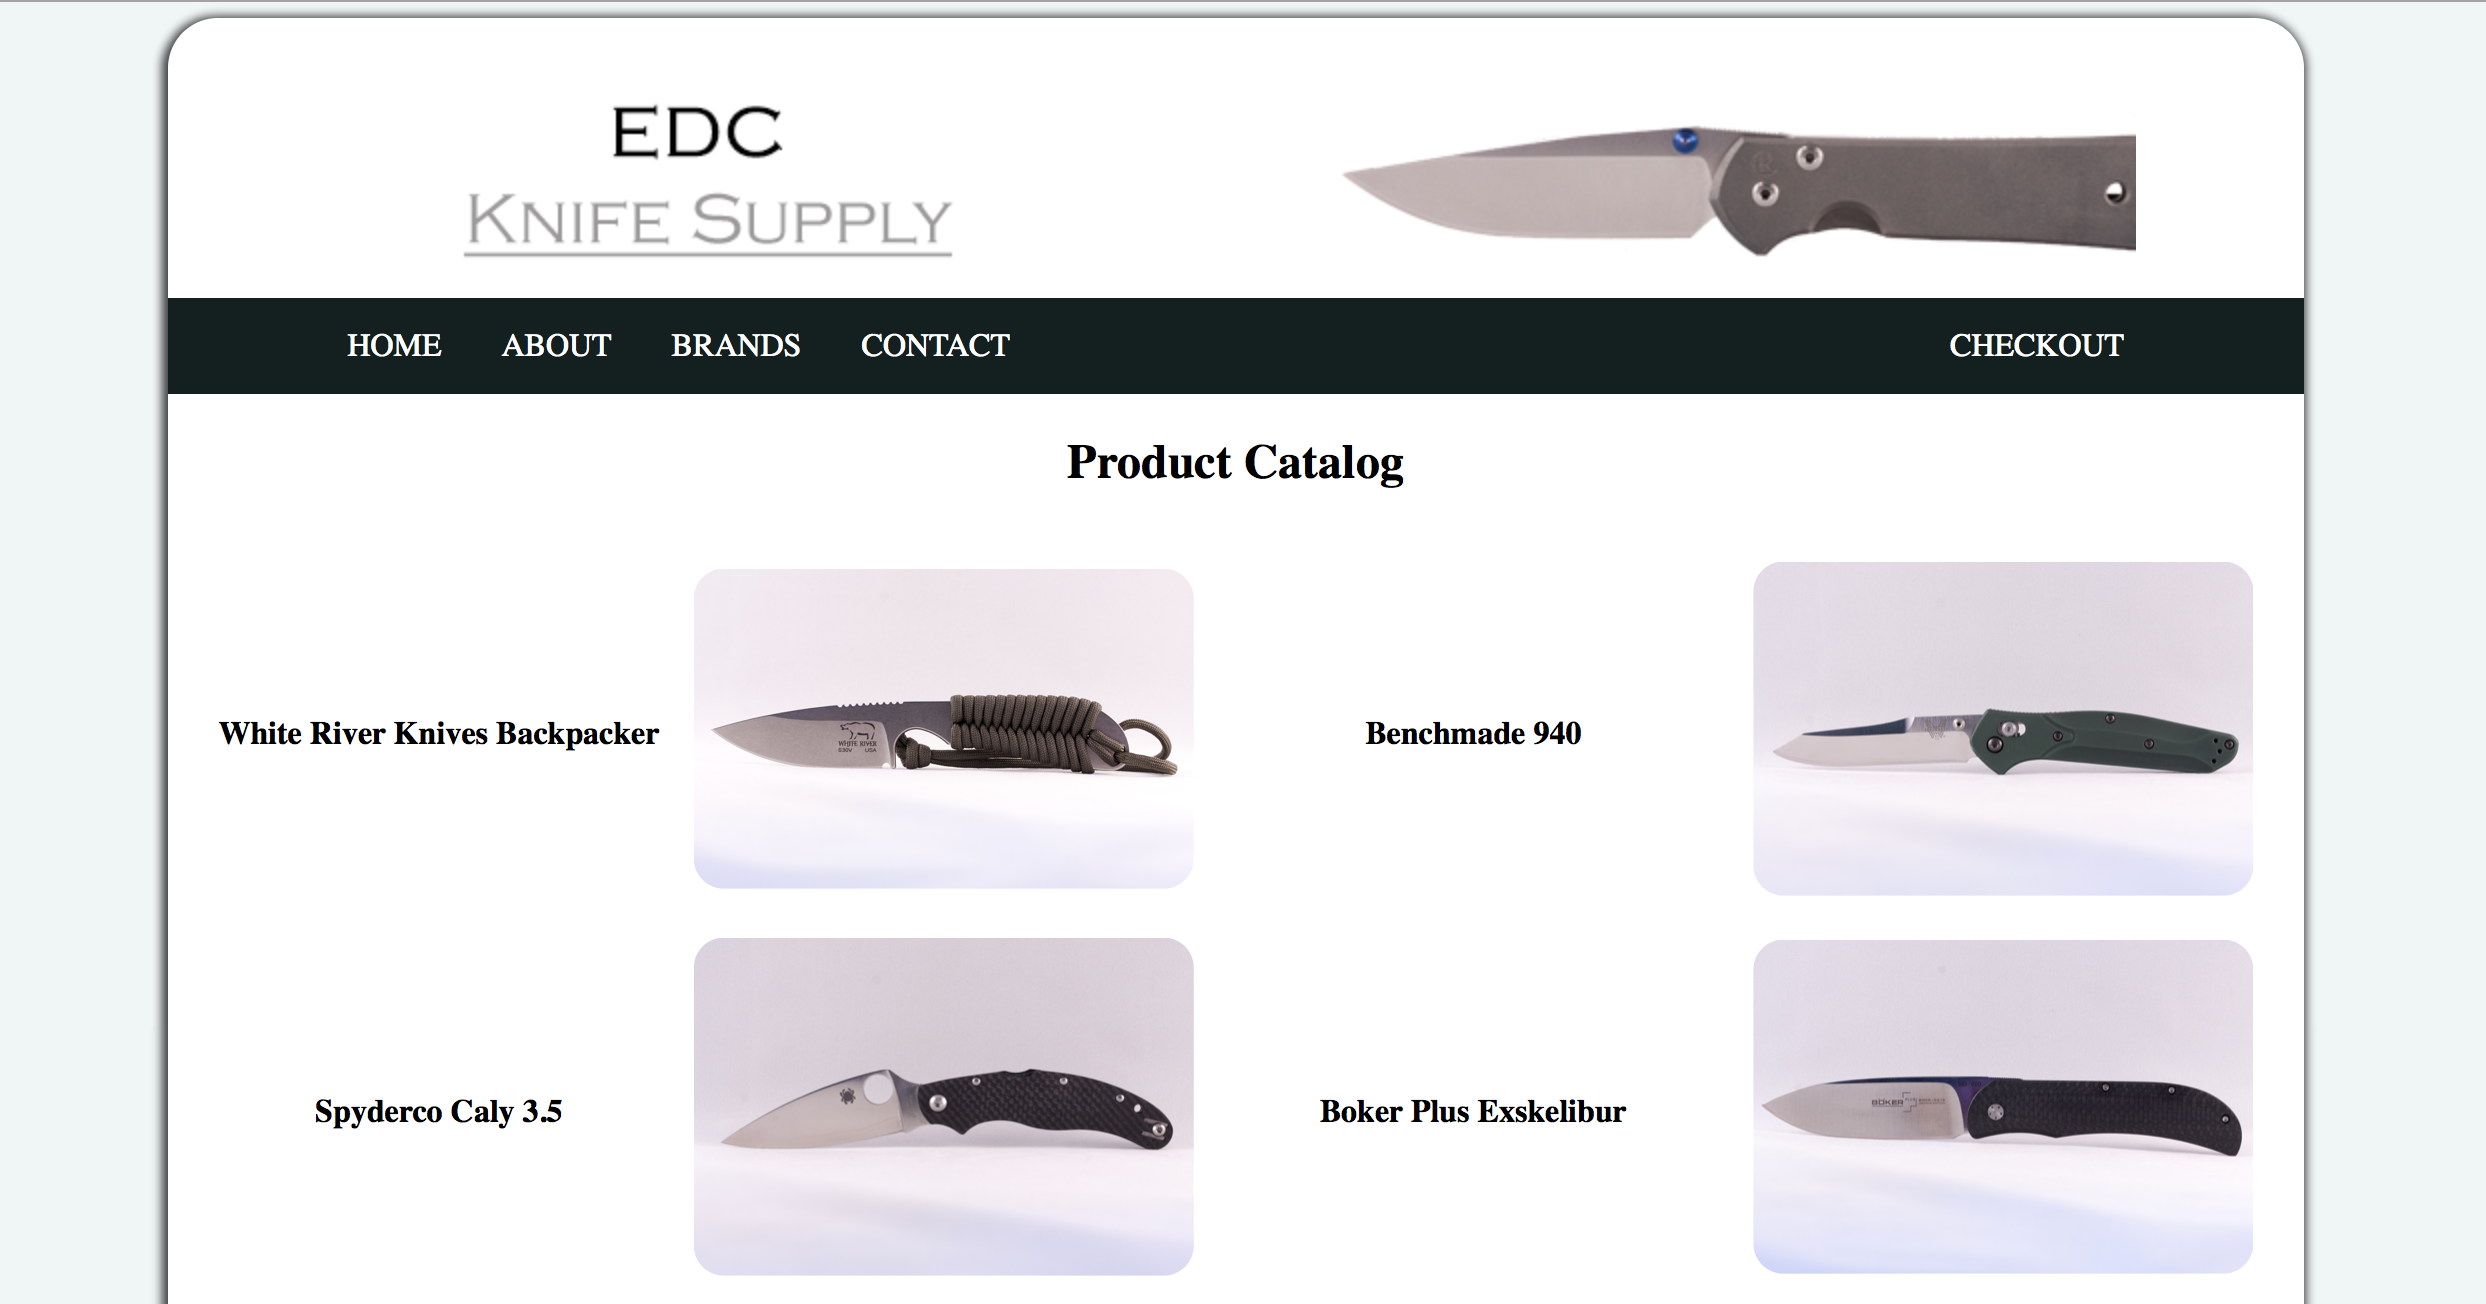 EDC
KNIFE SUPPLY
HOME ABOUT BRANDS CONTACT CHECKOUT
Product Catalog
White River Knives Backpacker
WHITE RIVER
S30V USA
Benchmade 940
Spyderco Caly 3.5
Boker Plus Exskelibur
BÖKER